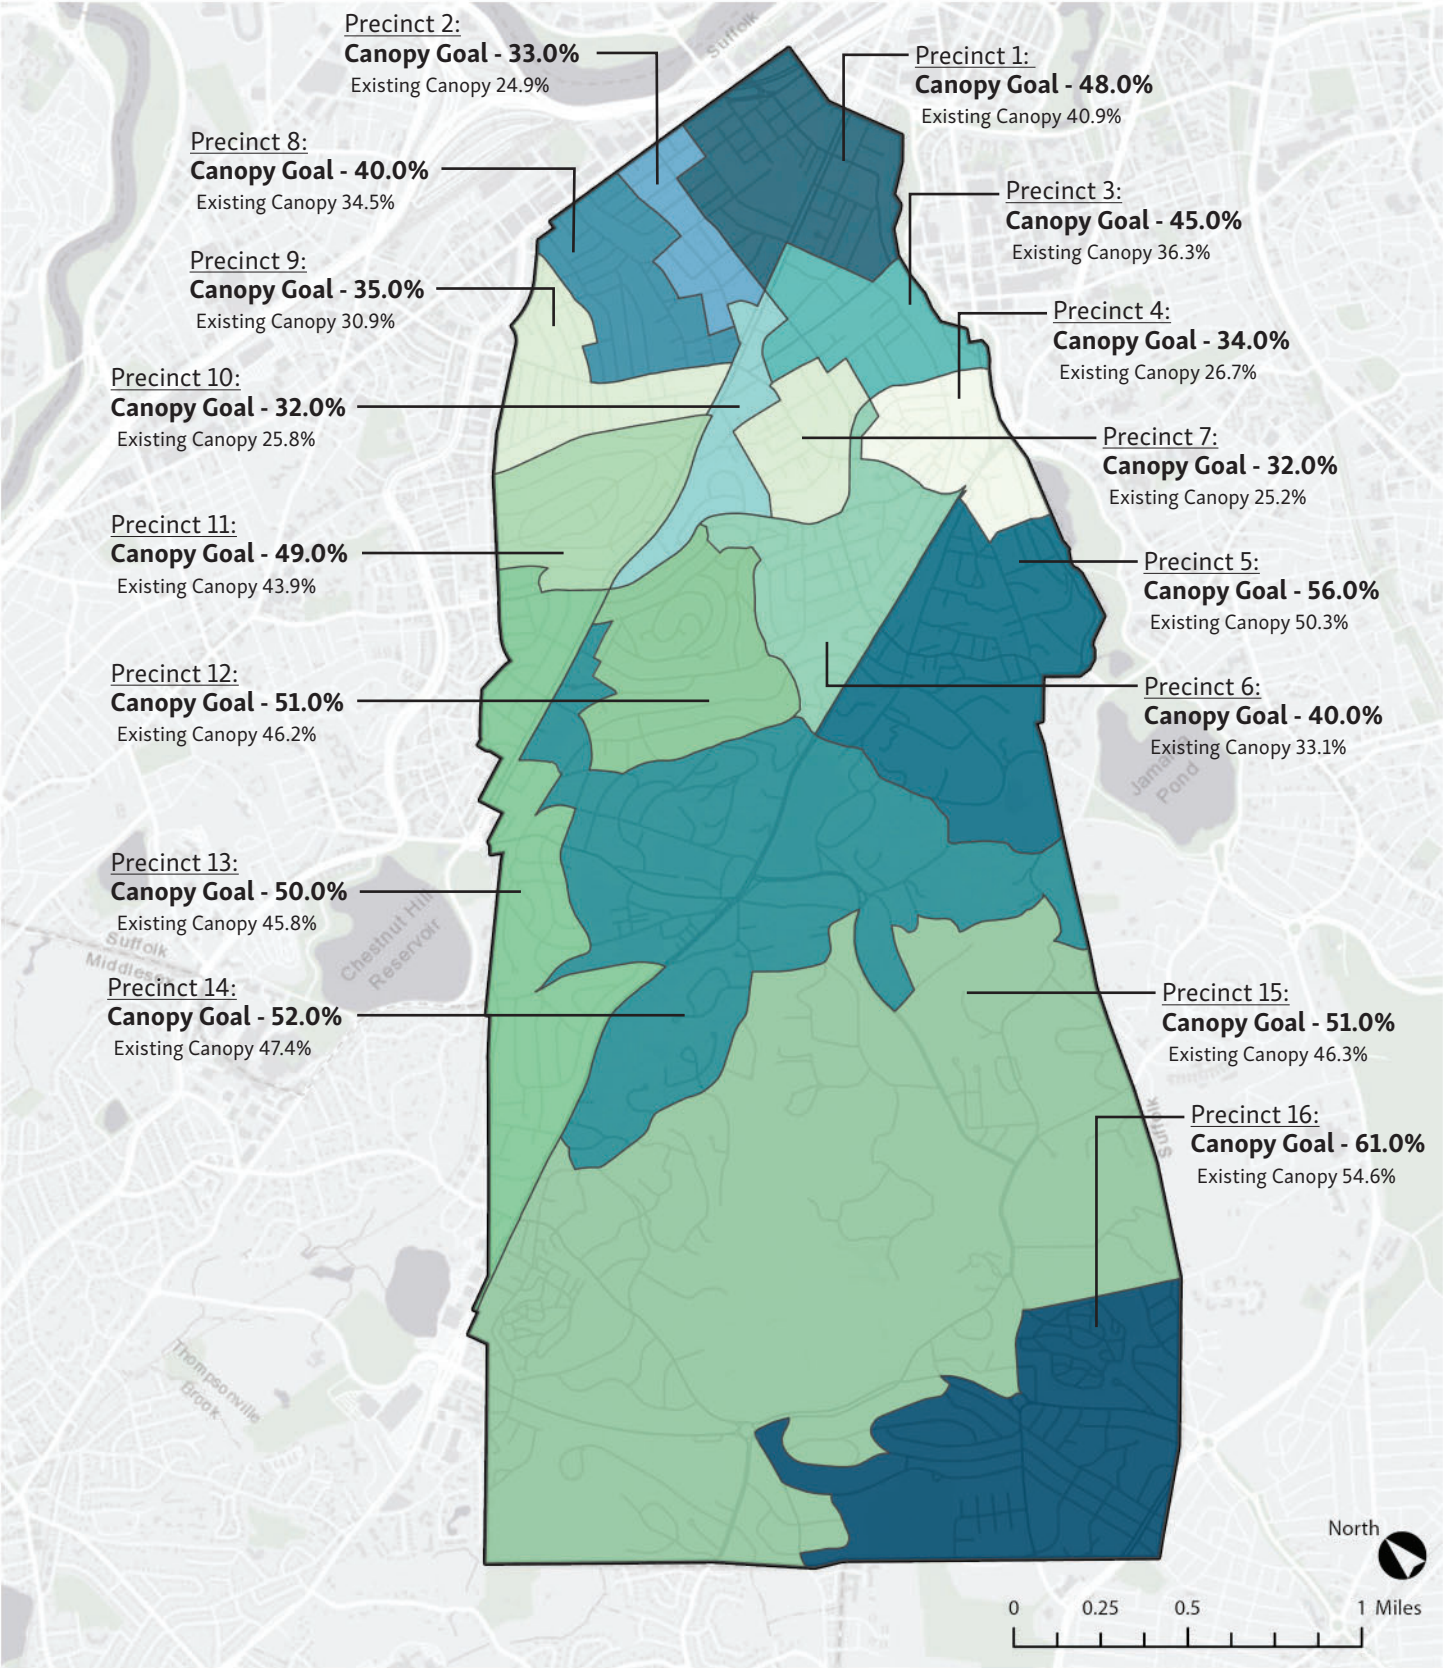 Precinct 2:
Canopy Goal - 33.0%
Existing Canopy 24.9%
Suffolk
Precinct 1:
Canopy Goal - 48.0%
Existing Canopy 40.9%
Precinct 8:
Canopy Goal - 40.0%
Existing Canopy 34.5%
Precinct 3:
Canopy Goal - 45.0%
Existing Canopy 36.3%
Precinct 9:
Canopy Goal - 35.0%
Existing Canopy 30.9%
Precinct 4:
Canopy Goal - 34.0%
Existing Canopy 26.7%
Precinct 10:
Canopy Goal - 32.0%
Existing Canopy 25.8%
Precinct 7:
Canopy Goal - 32.0%
Existing Canopy 25.2%
Precinct 11:
Canopy Goal - 49.0%
Existing Canopy 43.9%
Precinct 5:
Canopy Goal - 56.0%
Existing Canopy 50.3%
Precinct 12:
Canopy Goal - 51.0%
Existing Canopy 46.2%
Precinct 6:
Canopy Goal - 40.0%
Existing Canopy 33.1%
Jamaica
Pond
Precinct 13:
Canopy Goal - 50.0%
Existing Canopy 45.8%
Chestnut Hill
Reservoir
Suffolk
Middlesex
Precinct 14:
Canopy Goal - 52.0%
Existing Canopy 47.4%
Precinct 15:
Canopy Goal - 51.0%
Existing Canopy 46.3%
Suffolk
Precinct 16:
Canopy Goal - 61.0%
Existing Canopy 54.6%
Thompsonville
Brook
North
0 0.25 0.5 1 Miles